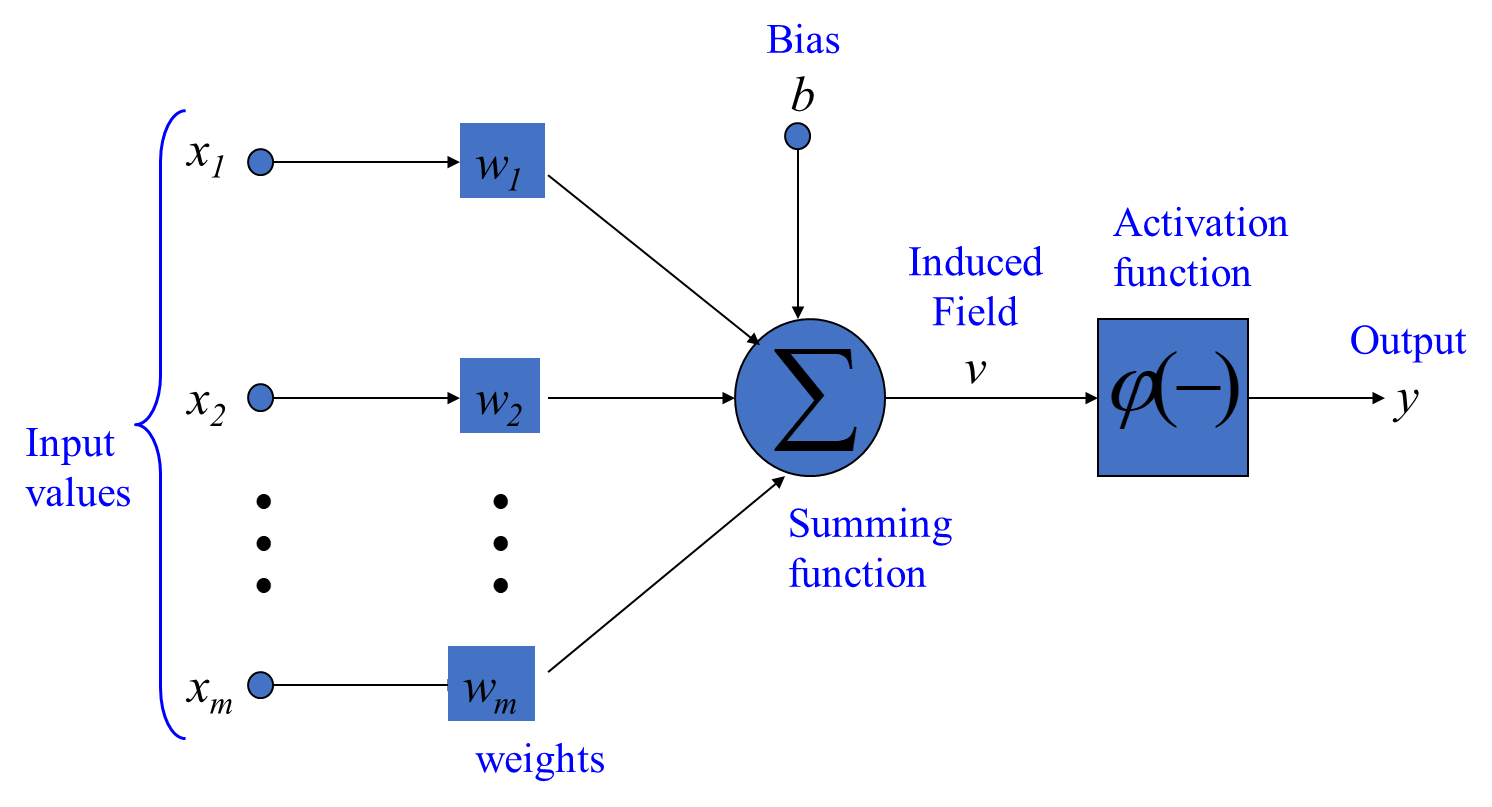 Bias
b
x1
w1
Activation
function
Induced
Field
Output
v
∑
φ(−)
y
x2
w2
Input
values
Summing
function
xm
wm
weights